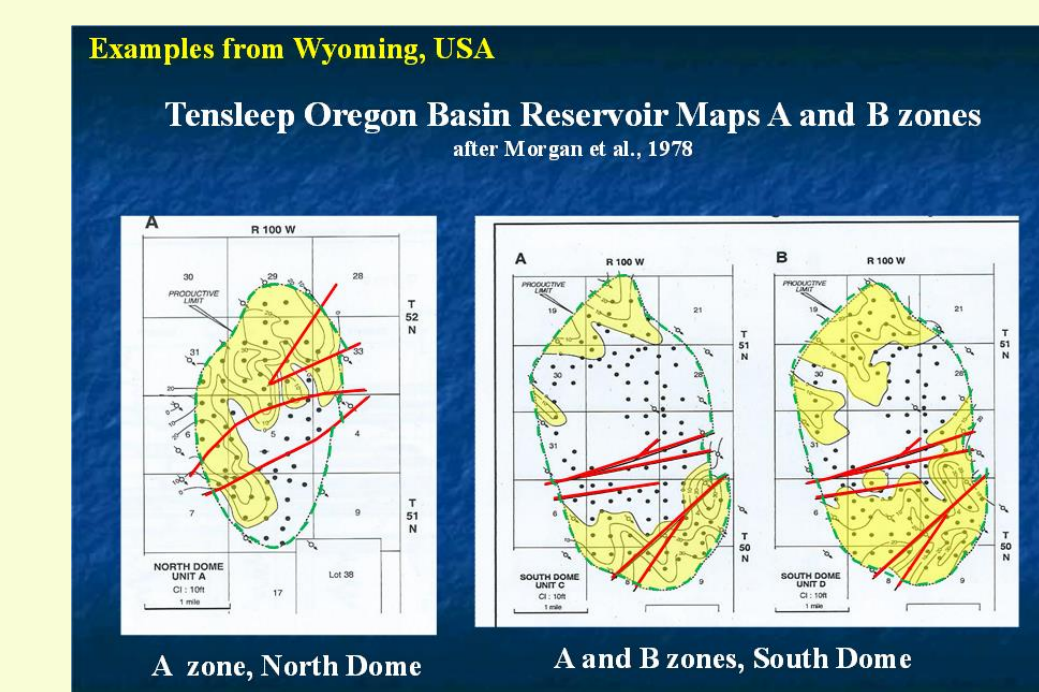 Examples from Wyoming, USA
Tensleep Oregon Basin Reservoir Maps A and B zones
after Morgan et al., 1978
A
R 100 W
30
29
28
PRODUCTIVE
LIMIT
T
52
N
31
33
6
5
4
7
9
T
51
N
NORTH DOME
UNIT A
CI : 10ft
1 mile
17
Lot 38
A
R 100 W
PRODUCTIVE
LIMIT
19
21
T
51
N
30
28
31
6
T
50
N
SOUTH DOME
UNIT C
CI : 10ft
1 mile
8
9
B
R 100 W
PRODUCTIVE
LIMIT
19
21
T
51
N
30
28
31
6
T
50
N
SOUTH DOME
UNIT D
CI : 10ft
1 mile
8
9
A zone, North Dome
A and B zones, South Dome